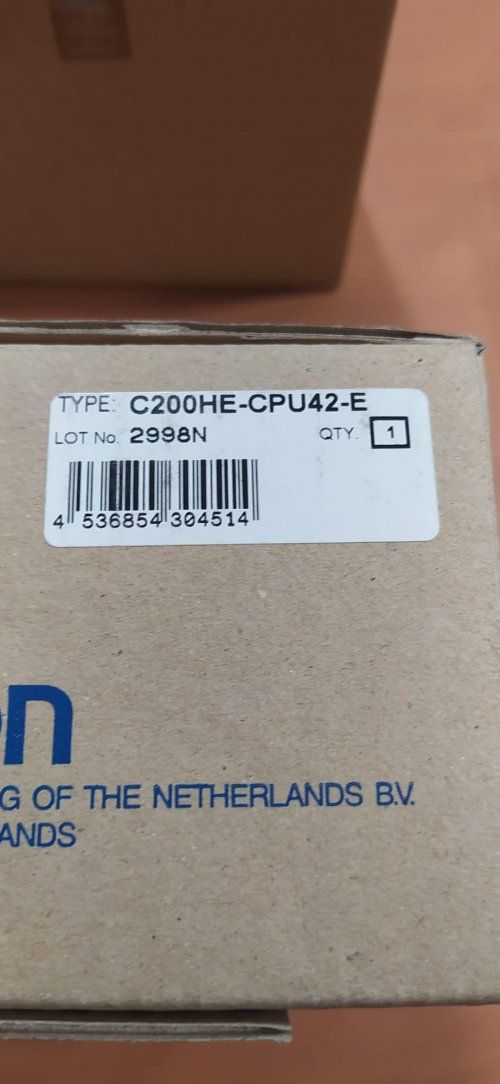 TYPE: C200HE-CPU42-E
LOT No. 2998N QTY. 1
4 536854 304514
on
G OF THE NETHERLANDS B.V.
ANDS